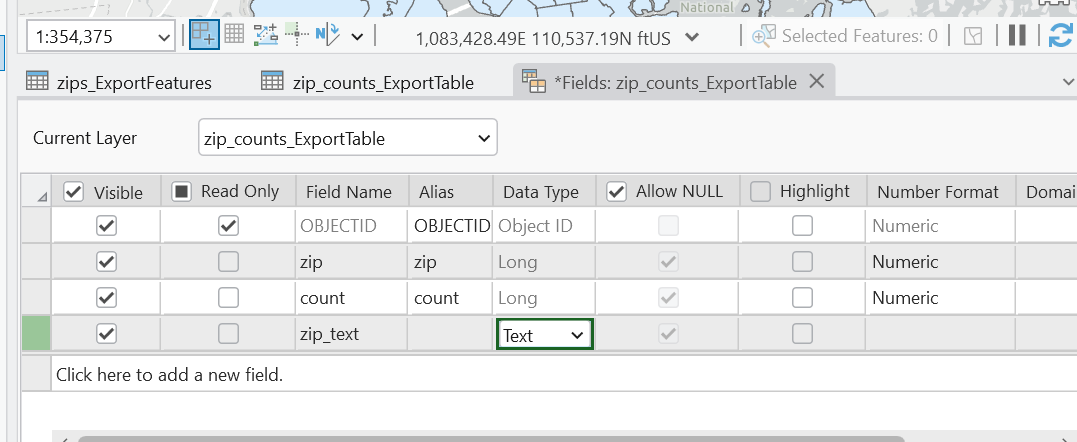 National
1:354,375
1,083,428.49E 110,537.19N ftUS
Selected Features: 0
zips_ExportFeatures
zip_counts_ExportTable
*Fields: zip_counts_ExportTable
Current Layer
zip_counts_ExportTable
Visible Read Only Field Name Alias Data Type Allow NULL Highlight Number Format Domai
OBJECTID OBJECTID Object ID Numeric
zip zip Long Numeric
count count Long Numeric
zip_text Text
Click here to add a new field.